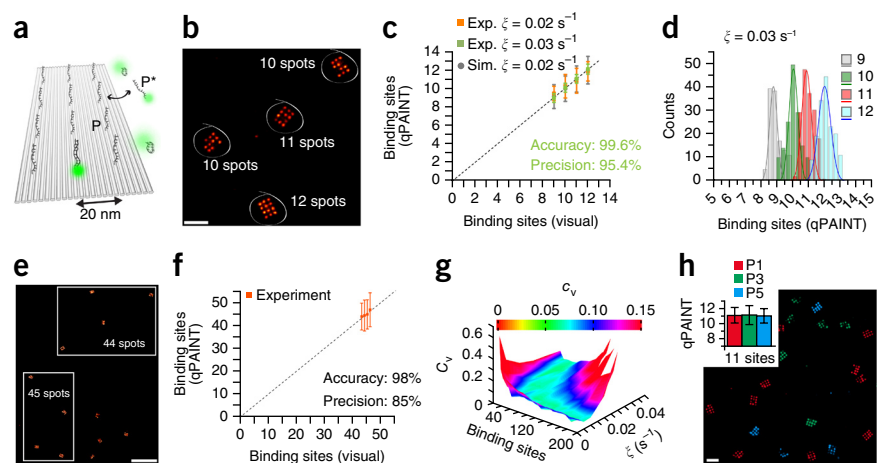 a
P*
P
20 nm
b
10 spots
11 spots
10 spots
12 spots
c
Exp. ξ = 0.02 s⁻¹
Exp. ξ = 0.03 s⁻¹
Sim. ξ = 0.02 s⁻¹
Binding sites
(qPAINT)
14
12
10
8
6
4
2
0
Accuracy: 99.6%
Precision: 95.4%
0 2 4 6 8 10 12 14
Binding sites (visual)
d
ξ = 0.03 s⁻¹
Counts
50
40
30
20
10
0
9
10
11
12
5 6 7 8 9 10 11 12 13 14 15
Binding sites (qPAINT)
e
44 spots
45 spots
f
Experiment
Binding sites
(qPAINT)
50
40
30
20
10
0
Accuracy: 98%
Precision: 85%
0 10 20 30 40 50
Binding sites (visual)
g
cᵥ
0 0.05 0.10 0.15
Cᵥ
0.6
0.4
0.2
0
40
120
200
Binding sites
0
0.02
0.04
ξ (s⁻¹)
h
P1
P3
P5
qPAINT
12
10
8
11 sites